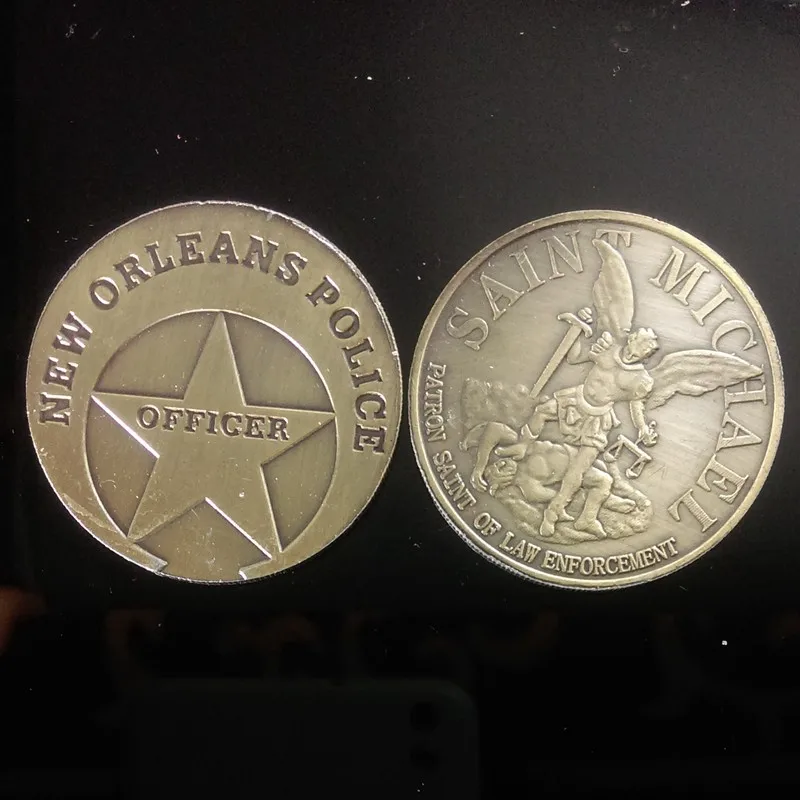 NEW ORLEANS POLICE
OFFICER
SAINT MICHAEL
PATRON SAINT OF LAW ENFORCEMENT